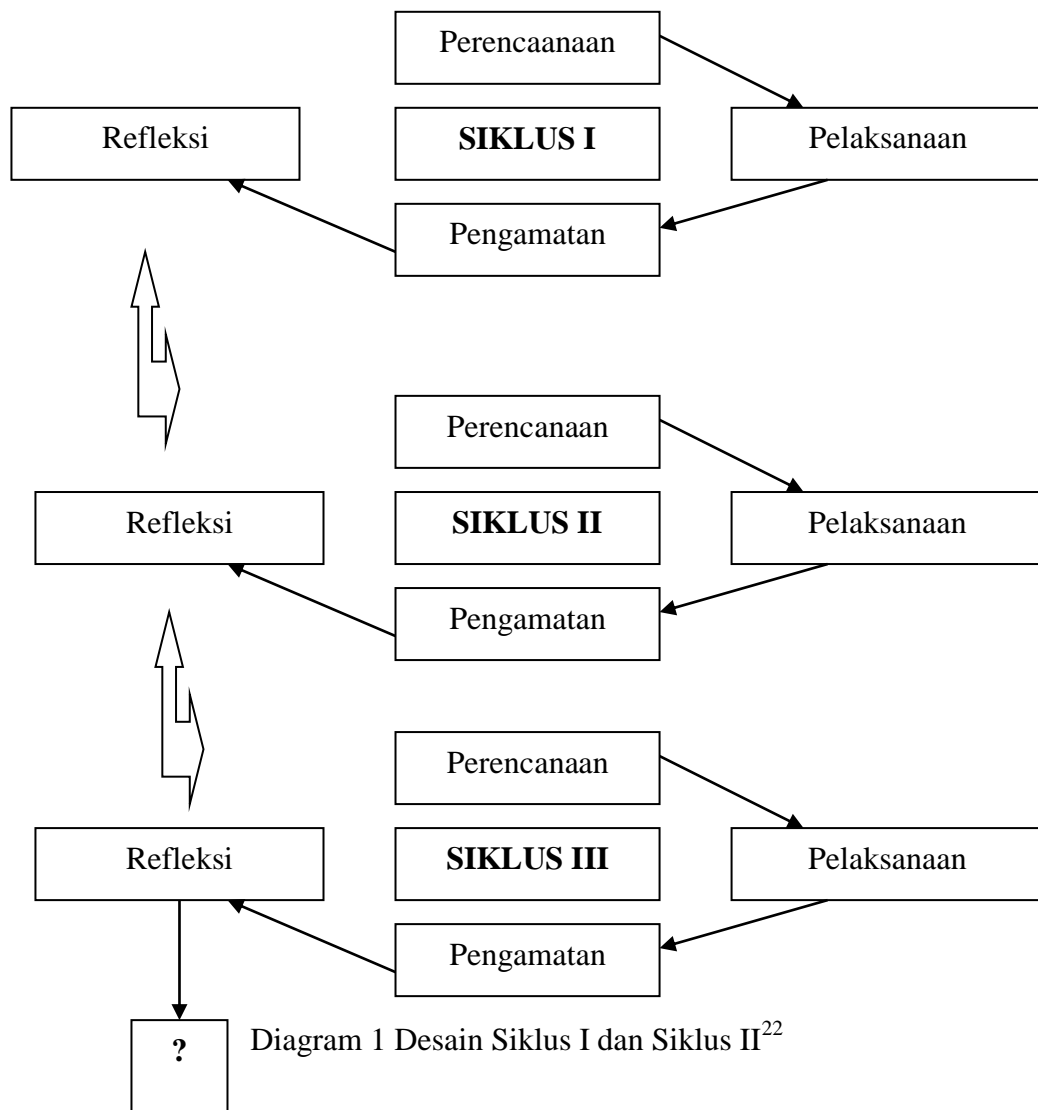 Perencaanaan
Refleksi
SIKLUS I
Pelaksanaan
Pengamatan
Perencanaan
Refleksi
SIKLUS II
Pelaksanaan
Pengamatan
Perencanaan
Refleksi
SIKLUS III
Pelaksanaan
Pengamatan
?
Diagram 1 Desain Siklus I dan Siklus II22